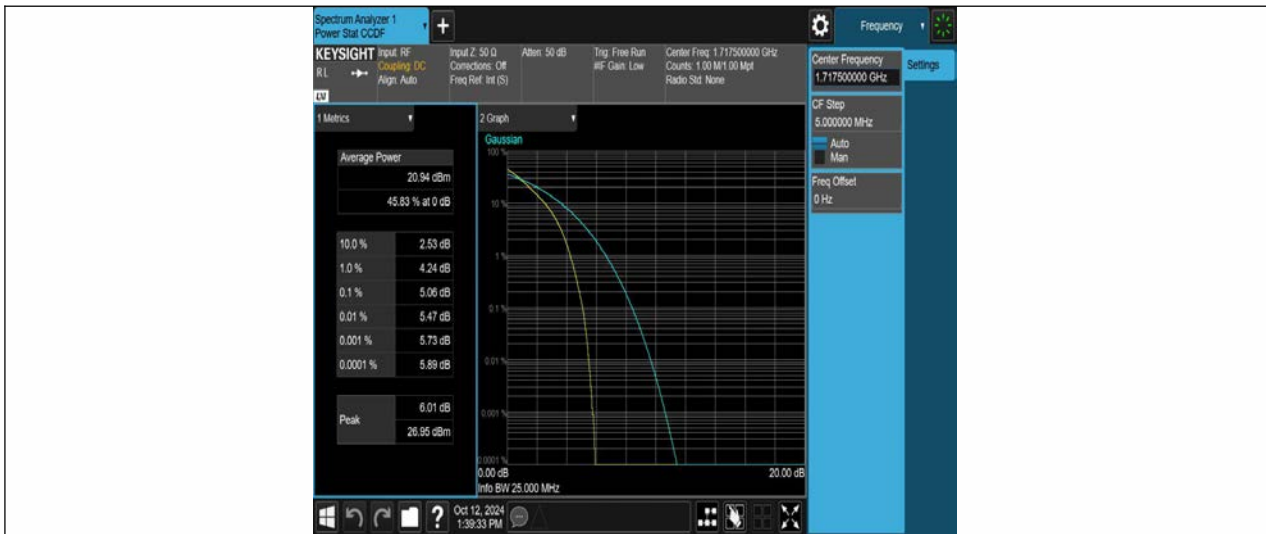 Spectrum Analyzer 1
Power Stat CCDF
Frequency
KEYSIGHT
RL
LXI
Input: RF
Coupling: DC
Align: Auto
Input Z: 50 Ω
Corrections: Off
Freq Ref: Int (S)
Atten: 50 dB
Trig: Free Run
#IF Gain: Low
Center Freq: 1.717500000 GHz
Counts: 1.00 M/1.00 Mpt
Radio Std: None
Center Frequency
1.717500000 GHz
Settings
CF Step
5.000000 MHz
Auto
Man
Freq Offset
0 Hz
1 Metrics
Average Power
20.94 dBm
45.83 % at 0 dB
10.0 % 2.53 dB
1.0 % 4.24 dB
0.1 % 5.06 dB
0.01 % 5.47 dB
0.001 % 5.73 dB
0.0001 % 5.89 dB
Peak
6.01 dB
26.95 dBm
2 Graph
Gaussian
100 %
10 %
1 %
0.1 %
0.01 %
0.001 %
0.0001 %
0.00 dB 20.00 dB
Info BW 25.000 MHz
?
Oct 12, 2024
1:39:33 PM